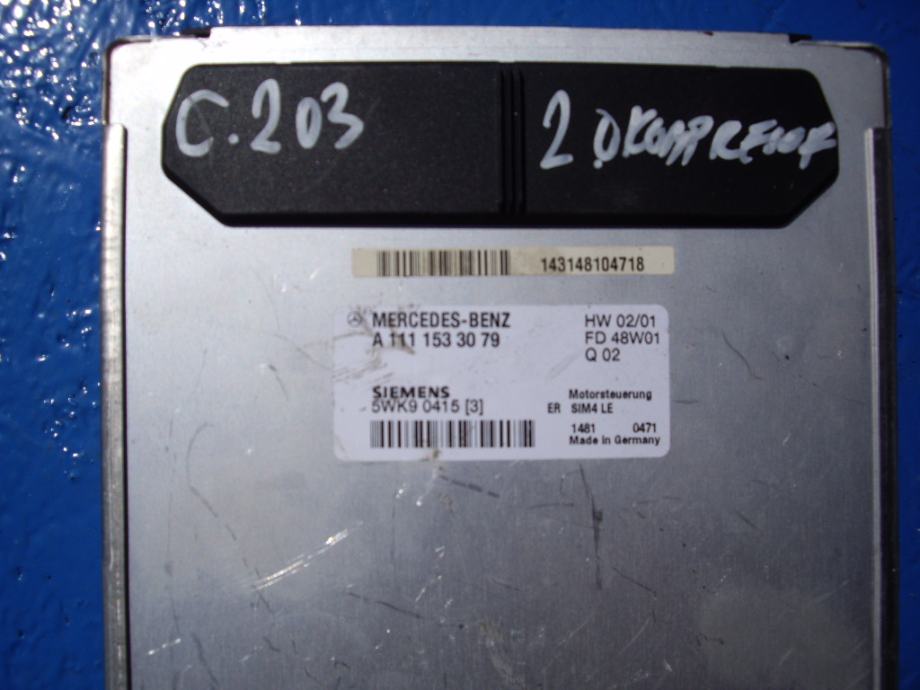 C.203
2.0KOMPRESOR
143148104718
MERCEDES-BENZ
A 111 153 30 79
HW 02/01
FD 48W01
Q 02
SIEMENS
5WK9 0415 [3]
Motorsteuerung
ER SIM4 LE
1481 0471
Made in Germany